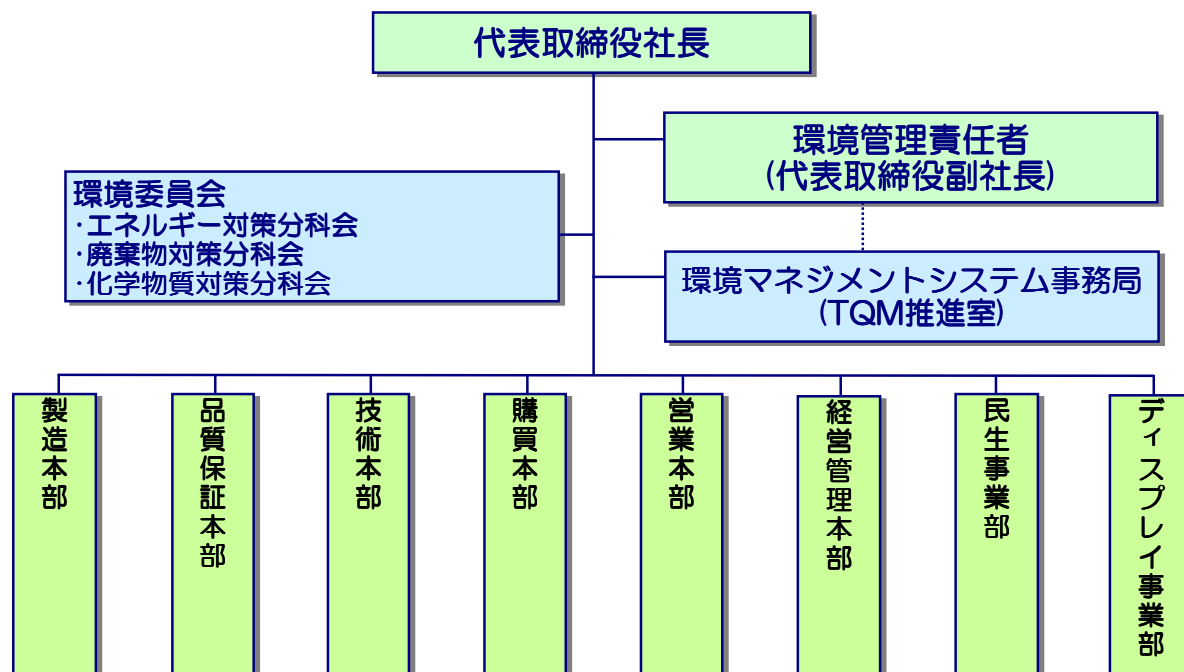 代表取締役社長
環境管理責任者
(代表取締役副社長)
環境委員会
・エネルギー対策分科会
・廃棄物対策分科会
・化学物質対策分科会
環境マネジメントシステム事務局
(TQM推進室)
製造本部
品質保証本部
技術本部
購買本部
営業本部
経営管理本部
民生事業部
ディスプレイ事業部